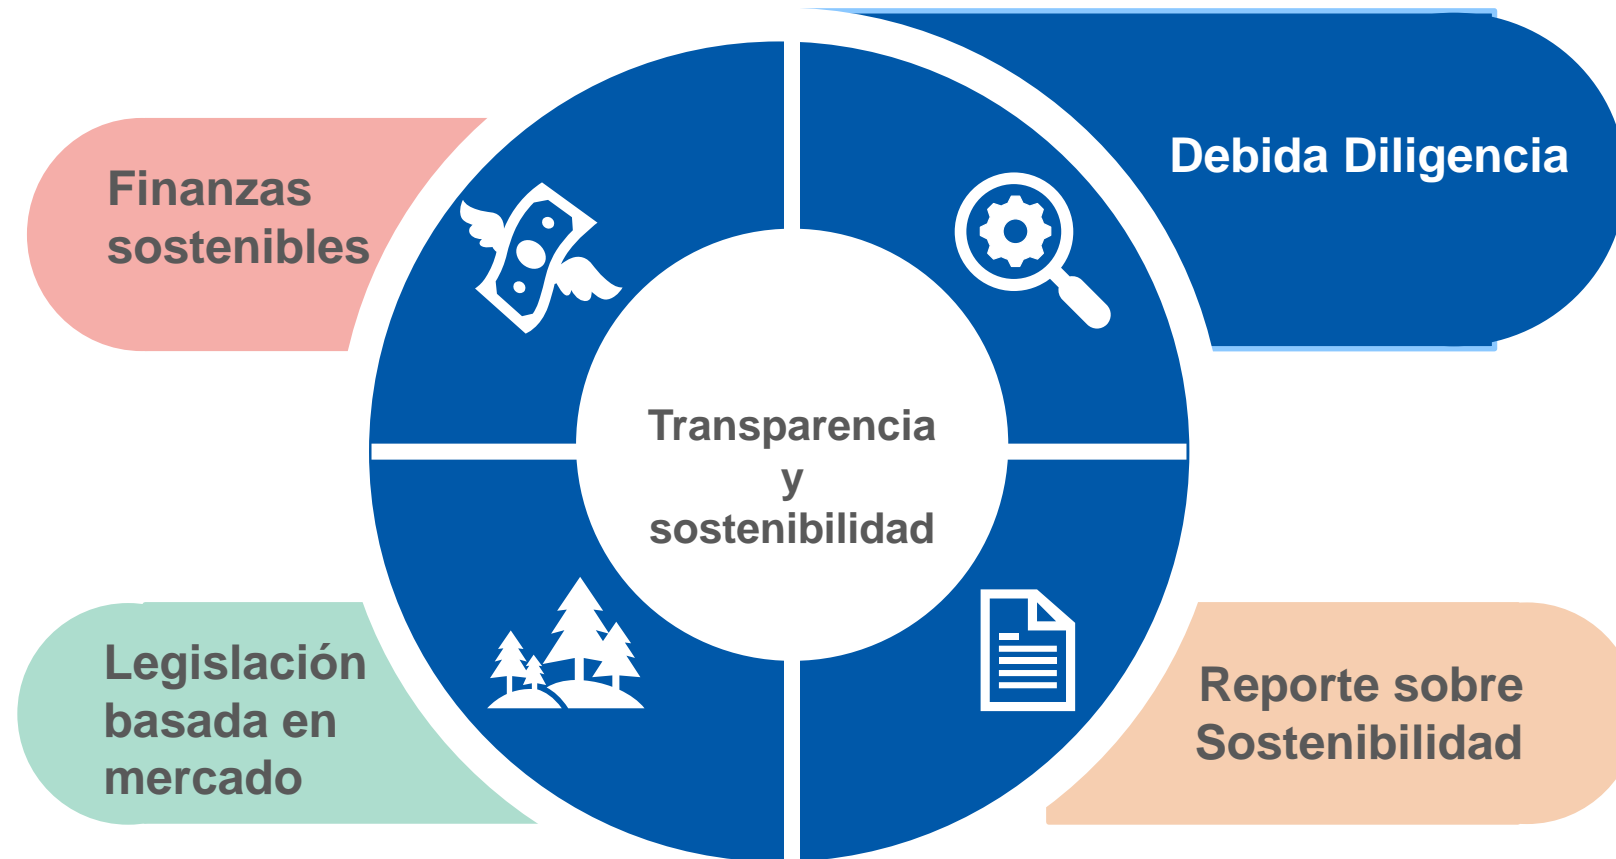 Finanzas
sostenibles
Debida Diligencia
Transparencia
y
sostenibilidad
Legislación
basada en
mercado
Reporte sobre
Sostenibilidad